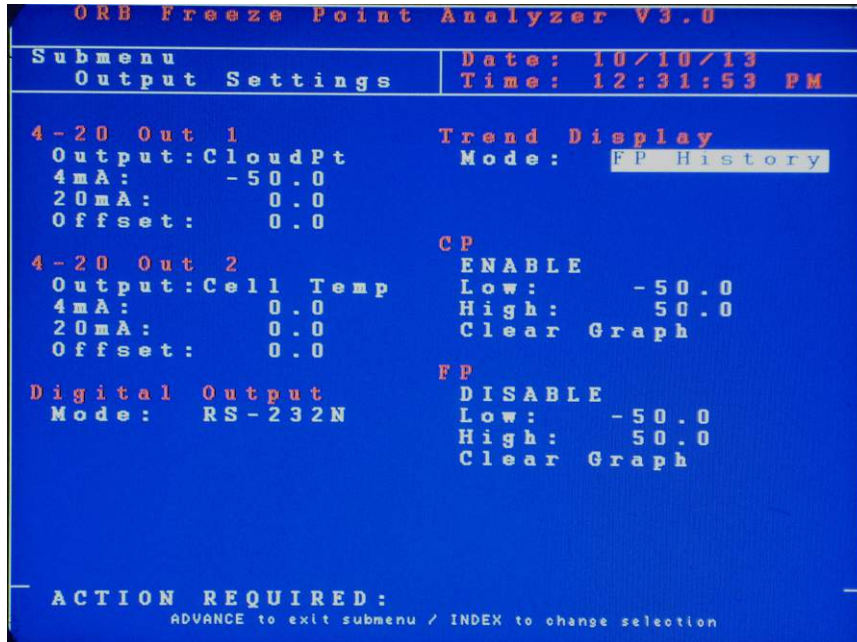 ORB Freeze Point Analyzer V3.0
Submenu
Output Settings
Date: 10/10/13
Time: 12:31:53 PM
4-20 Out 1
Output:CloudPt
4mA: -50.0
20mA: 0.0
Offset: 0.0
4-20 Out 2
Output:Cell Temp
4mA: 0.0
20mA: 0.0
Offset: 0.0
Digital Output
Mode: RS-232N
Trend Display
Mode: FP History
CP
ENABLE
Low: -50.0
High: 50.0
Clear Graph
FP
DISABLE
Low: -50.0
High: 50.0
Clear Graph
ACTION REQUIRED:
ADVANCE to exit submenu / INDEX to change selection